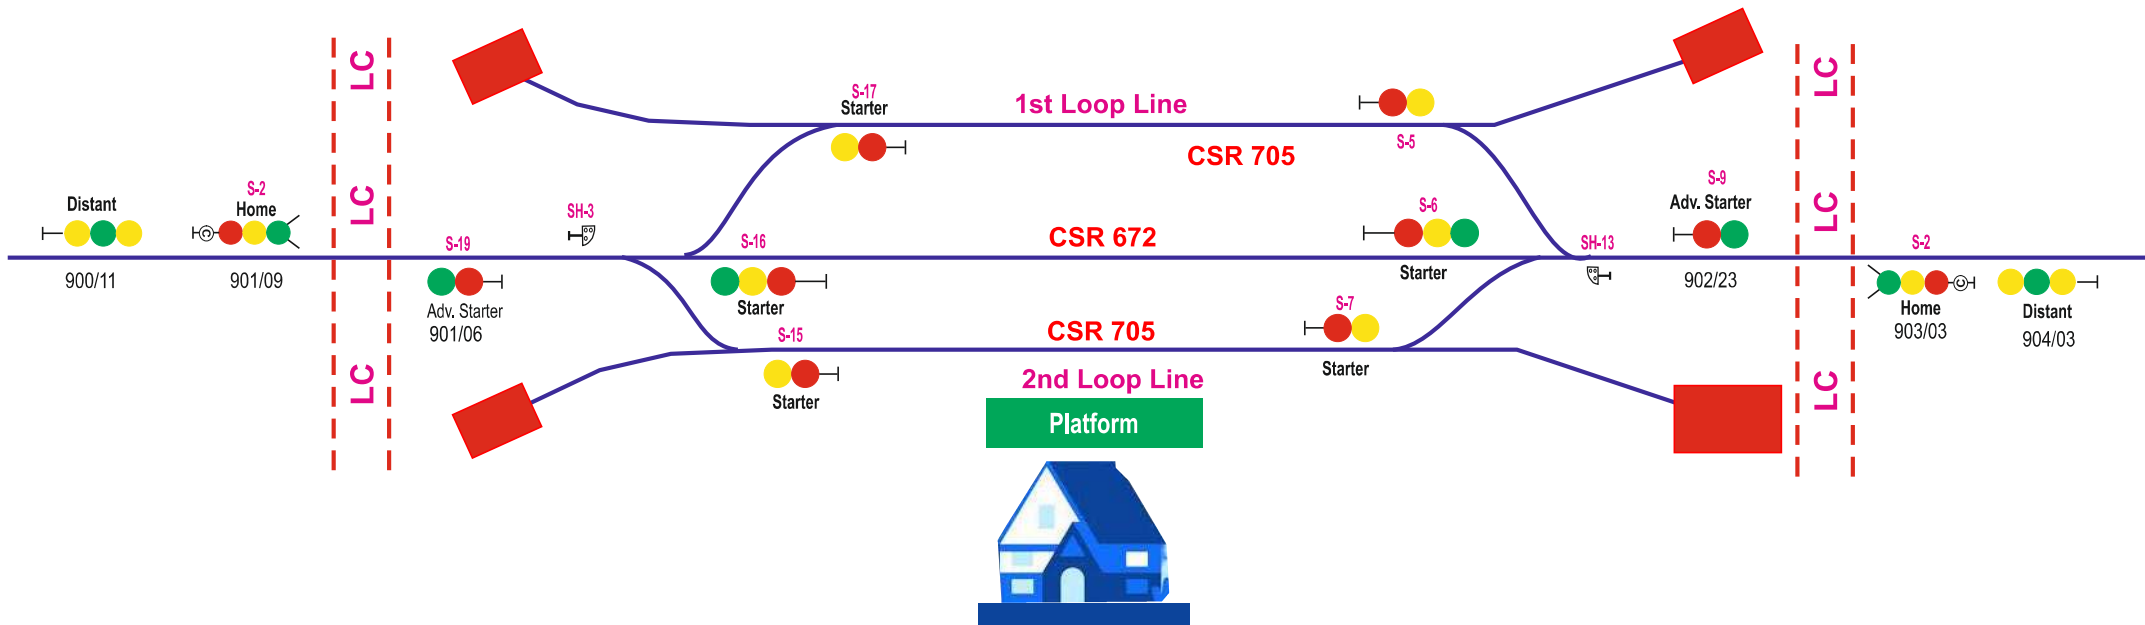 LC
LC
S-17
Starter
1st Loop Line
S-5
CSR 705
Distant
900/11
S-2
Home
C
901/09
LC
S-19
Adv. Starter
901/06
SH-3
S-16
Starter
CSR 672
S-6
Starter
SH-13
S-9
Adv. Starter
902/23
LC
S-2
C
Home
903/03
Distant
904/03
LC
S-15
Starter
CSR 705
2nd Loop Line
S-7
Starter
LC
Platform